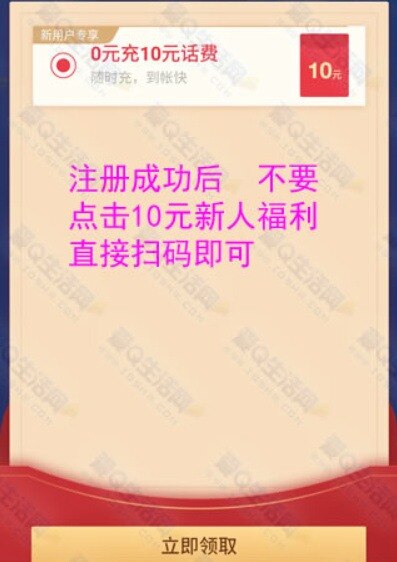 新用户专享
0元充10元话费
随时充，到帐快
10元
注册成功后 不要
点击10元新人福利
直接扫码即可
立即领取